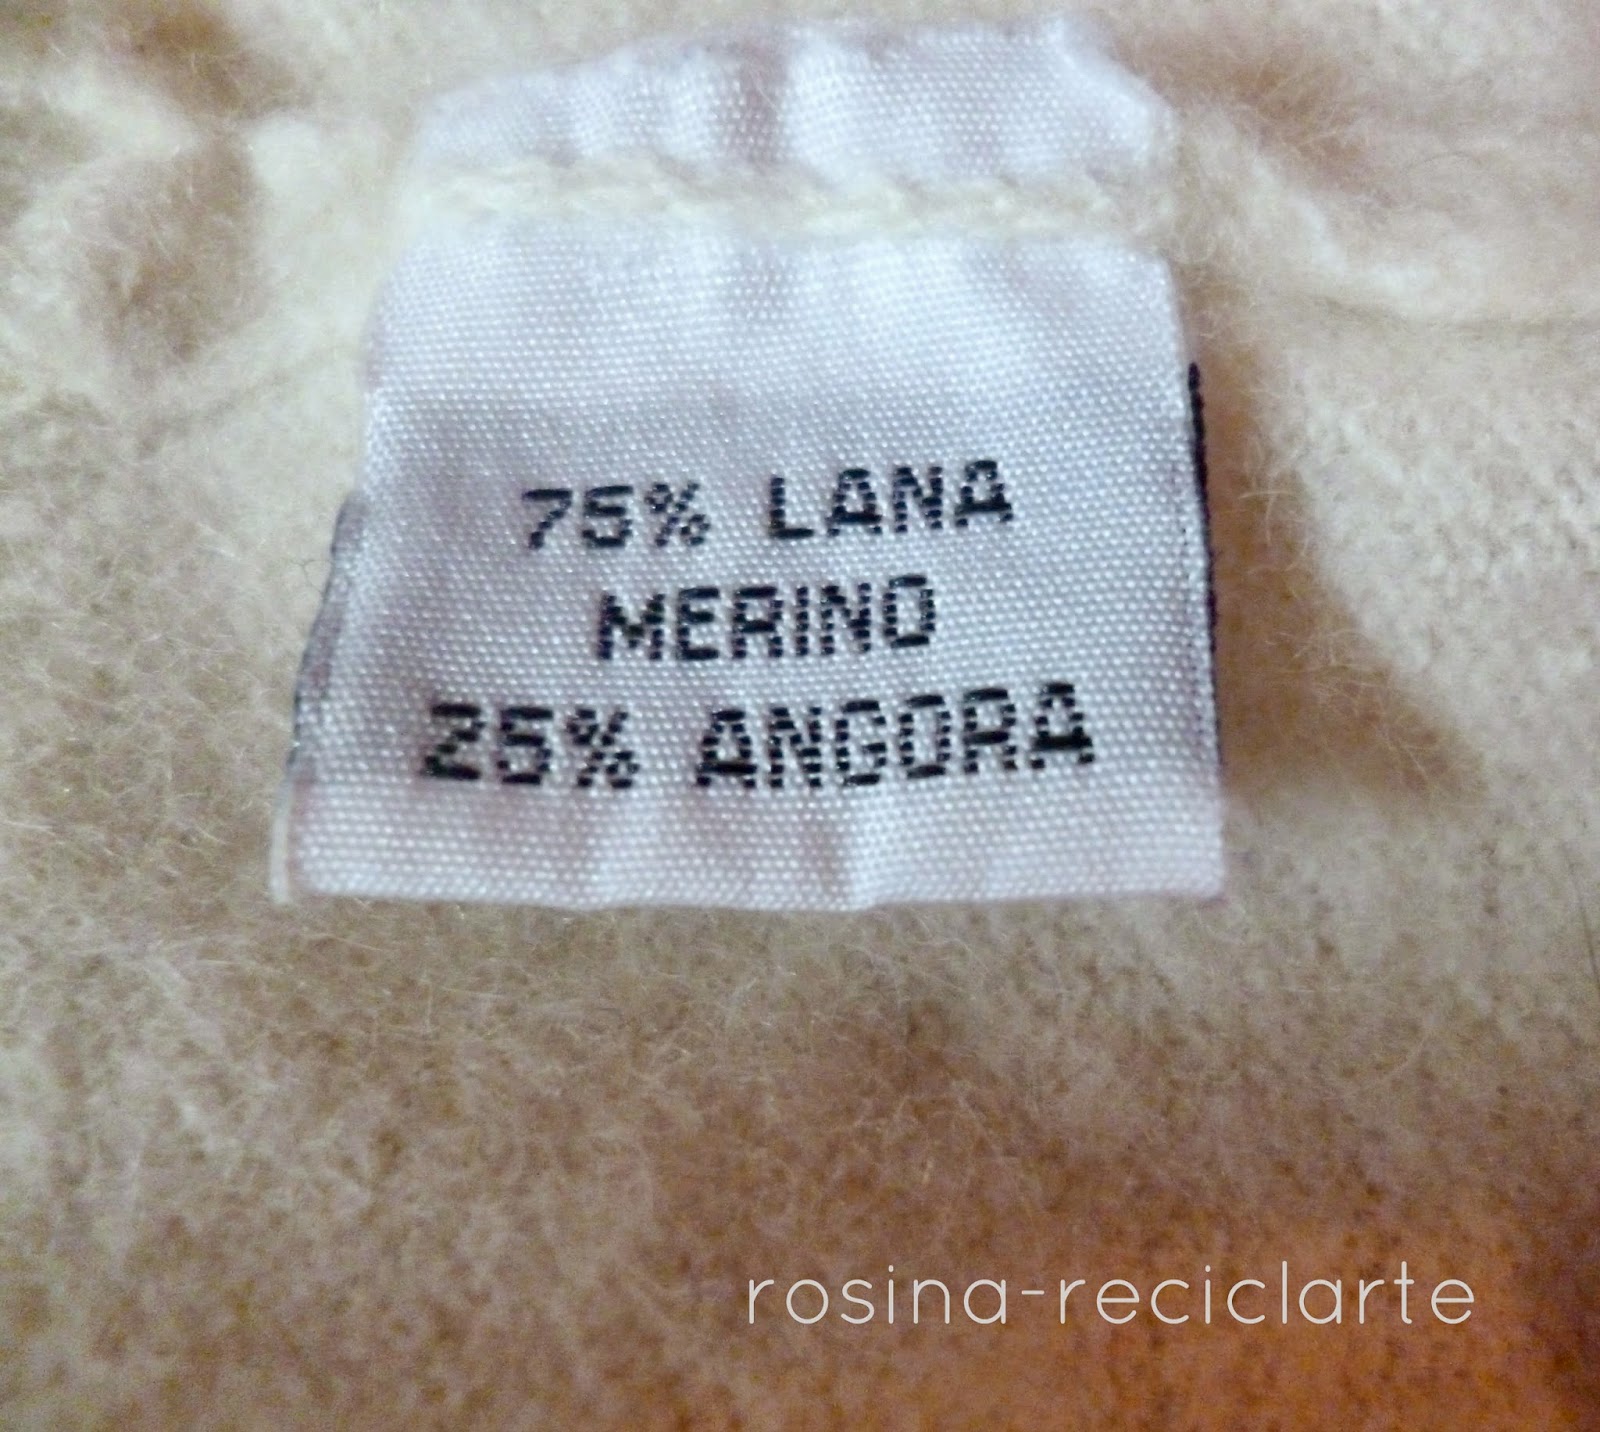 75% LANA
MERINO
25% ANGORA
rosina-reciclarte